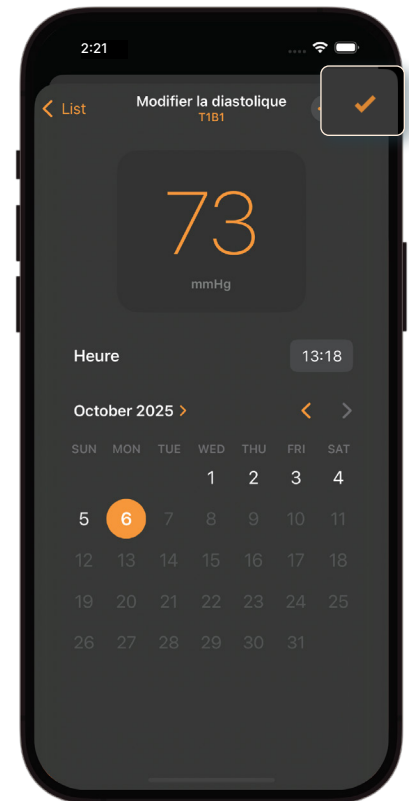 2:21
List
Modifier la diastolique
T1B1
73
mmHg
Heure
13:18
October 2025
SUN MON TUE WED THU FRI SAT
1 2 3 4
5 6 7 8 9 10 11
12 13 14 15 16 17 18
19 20 21 22 23 24 25
26 27 28 29 30 31